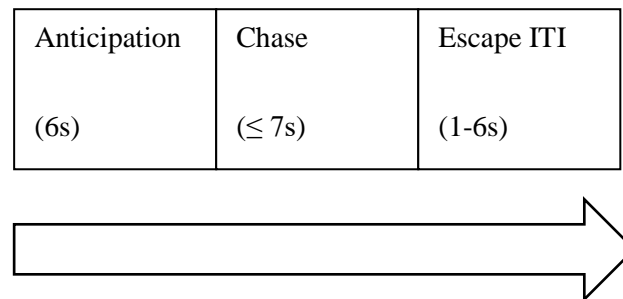 Anticipation Chase Escape ITI
(6s) (≤ 7s) (1-6s)